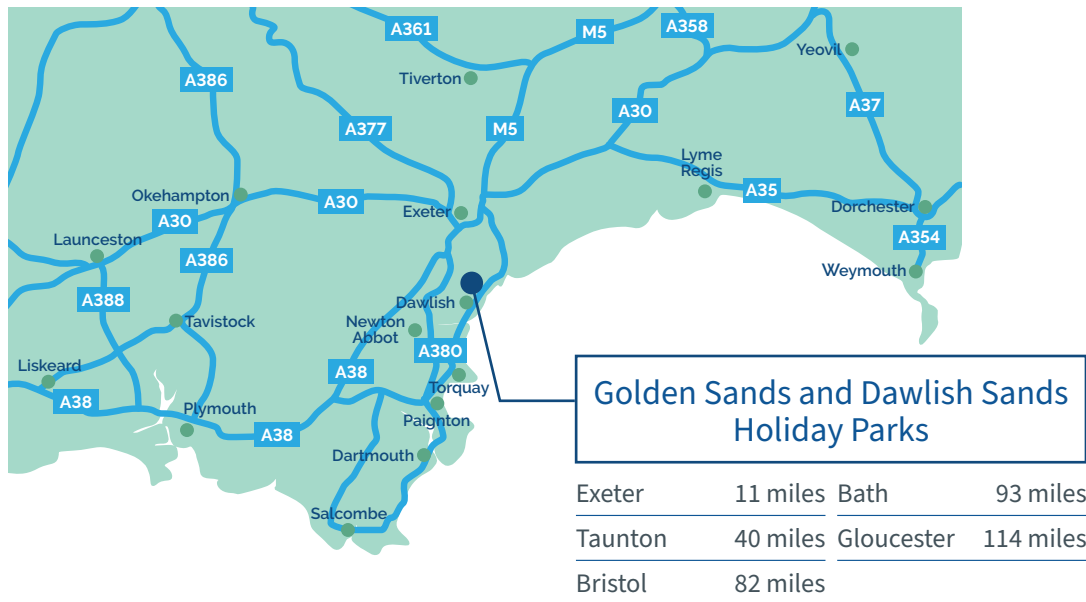 A361
M5
A358
Yeovil
A386
Tiverton
A377
M5
A30
A37
Lyme
Regis
Okehampton
A30
Exeter
A35
Dorchester
A30
Launceston
A354
A386
Weymouth
A388
Dawlish
Tavistock
Newton
Abbot
A380
Liskeard
A38
Torquay
A38
Plymouth
Paignton
A38
Dartmouth
Salcombe
Golden Sands and Dawlish Sands
Holiday Parks
Exeter 11 miles Bath 93 miles
Taunton 40 miles Gloucester 114 miles
Bristol 82 miles